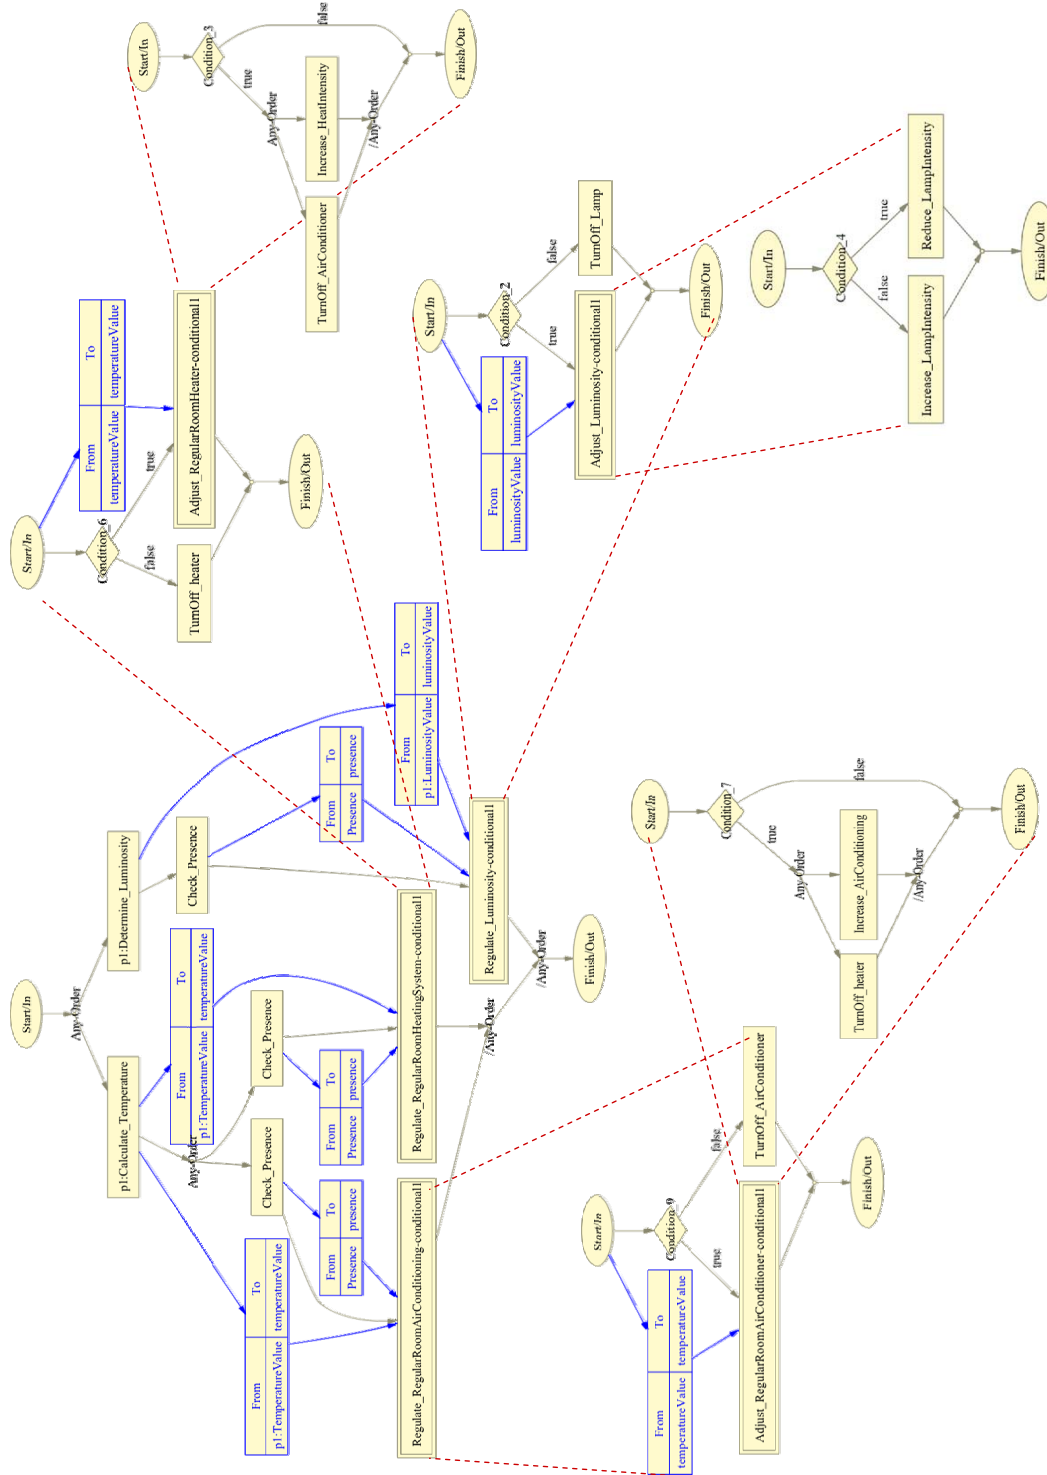 Start/In
Any-Order
p1:Calculate_Temperature
p1:Determine_Luminosity
From To
p1:TemperatureValue temperatureValue
Check_Presence
Any-Order
Check_Presence
Check_Presence
From To
p1:TemperatureValue temperatureValue
From To
Presence presence
From To
Presence presence
From To
Presence presence
From To
p1:LuminosityValue luminosityValue
Regulate_RegularRoomAirConditioning-conditional1
Regulate_RegularRoomHeatingSystem-conditional1
Regulate_Luminosity-conditional1
/Any-Order
/Any-Order
Finish/Out
Start/In
Condition_6
From To
temperatureValue temperatureValue
false
true
TurnOff_heater
Adjust_RegularRoomHeater-conditional1
Finish/Out
Start/In
Condition_3
true
false
Any-Order
Increase_HeatIntensity
TurnOff_AirConditioner
/Any-Order
Finish/Out
Start/In
Condition_2
From To
luminosityValue luminosityValue
true
false
Adjust_Luminosity-conditional1
TurnOff_Lamp
Finish/Out
Start/In
Condition_4
false
true
Increase_LampIntensity
Reduce_LampIntensity
Finish/Out
Start/In
Condition_9
From To
temperatureValue temperatureValue
true
false
Adjust_RegularRoomAirConditioner-conditional1
TurnOff_AirConditioner
Finish/Out
Start/In
Condition_7
true
false
Any-Order
TurnOff_heater
Increase_AirConditioning
/Any-Order
Finish/Out